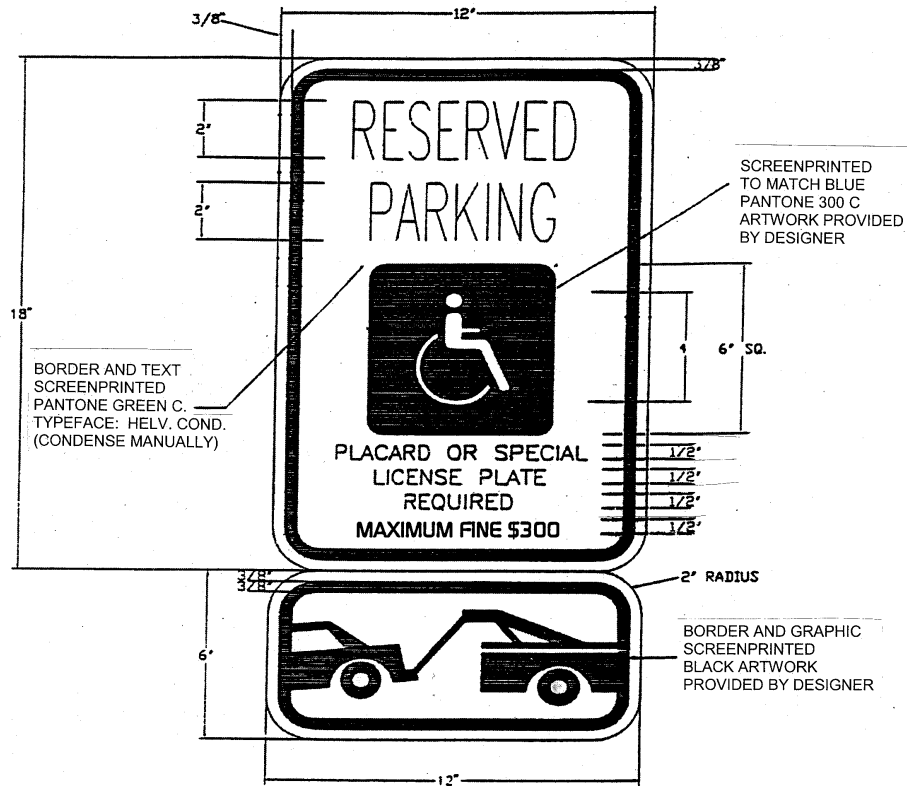 12"
3/8"
3/8"
RESERVED
2"
PARKING
2"
SCREENPRINTED
TO MATCH BLUE
PANTONE 300 C
ARTWORK PROVIDED
BY DESIGNER
18"
4
6" SQ.
BORDER AND TEXT
SCREENPRINTED
PANTONE GREEN C.
TYPEFACE: HELV. COND.
(CONDENSE MANUALLY)
PLACARD OR SPECIAL
LICENSE PLATE
REQUIRED
MAXIMUM FINE $300
1/2"
1/2"
1/2"
1/2"
3/8"
3/8"
2" RADIUS
6"
BORDER AND GRAPHIC
SCREENPRINTED
BLACK ARTWORK
PROVIDED BY DESIGNER
12"